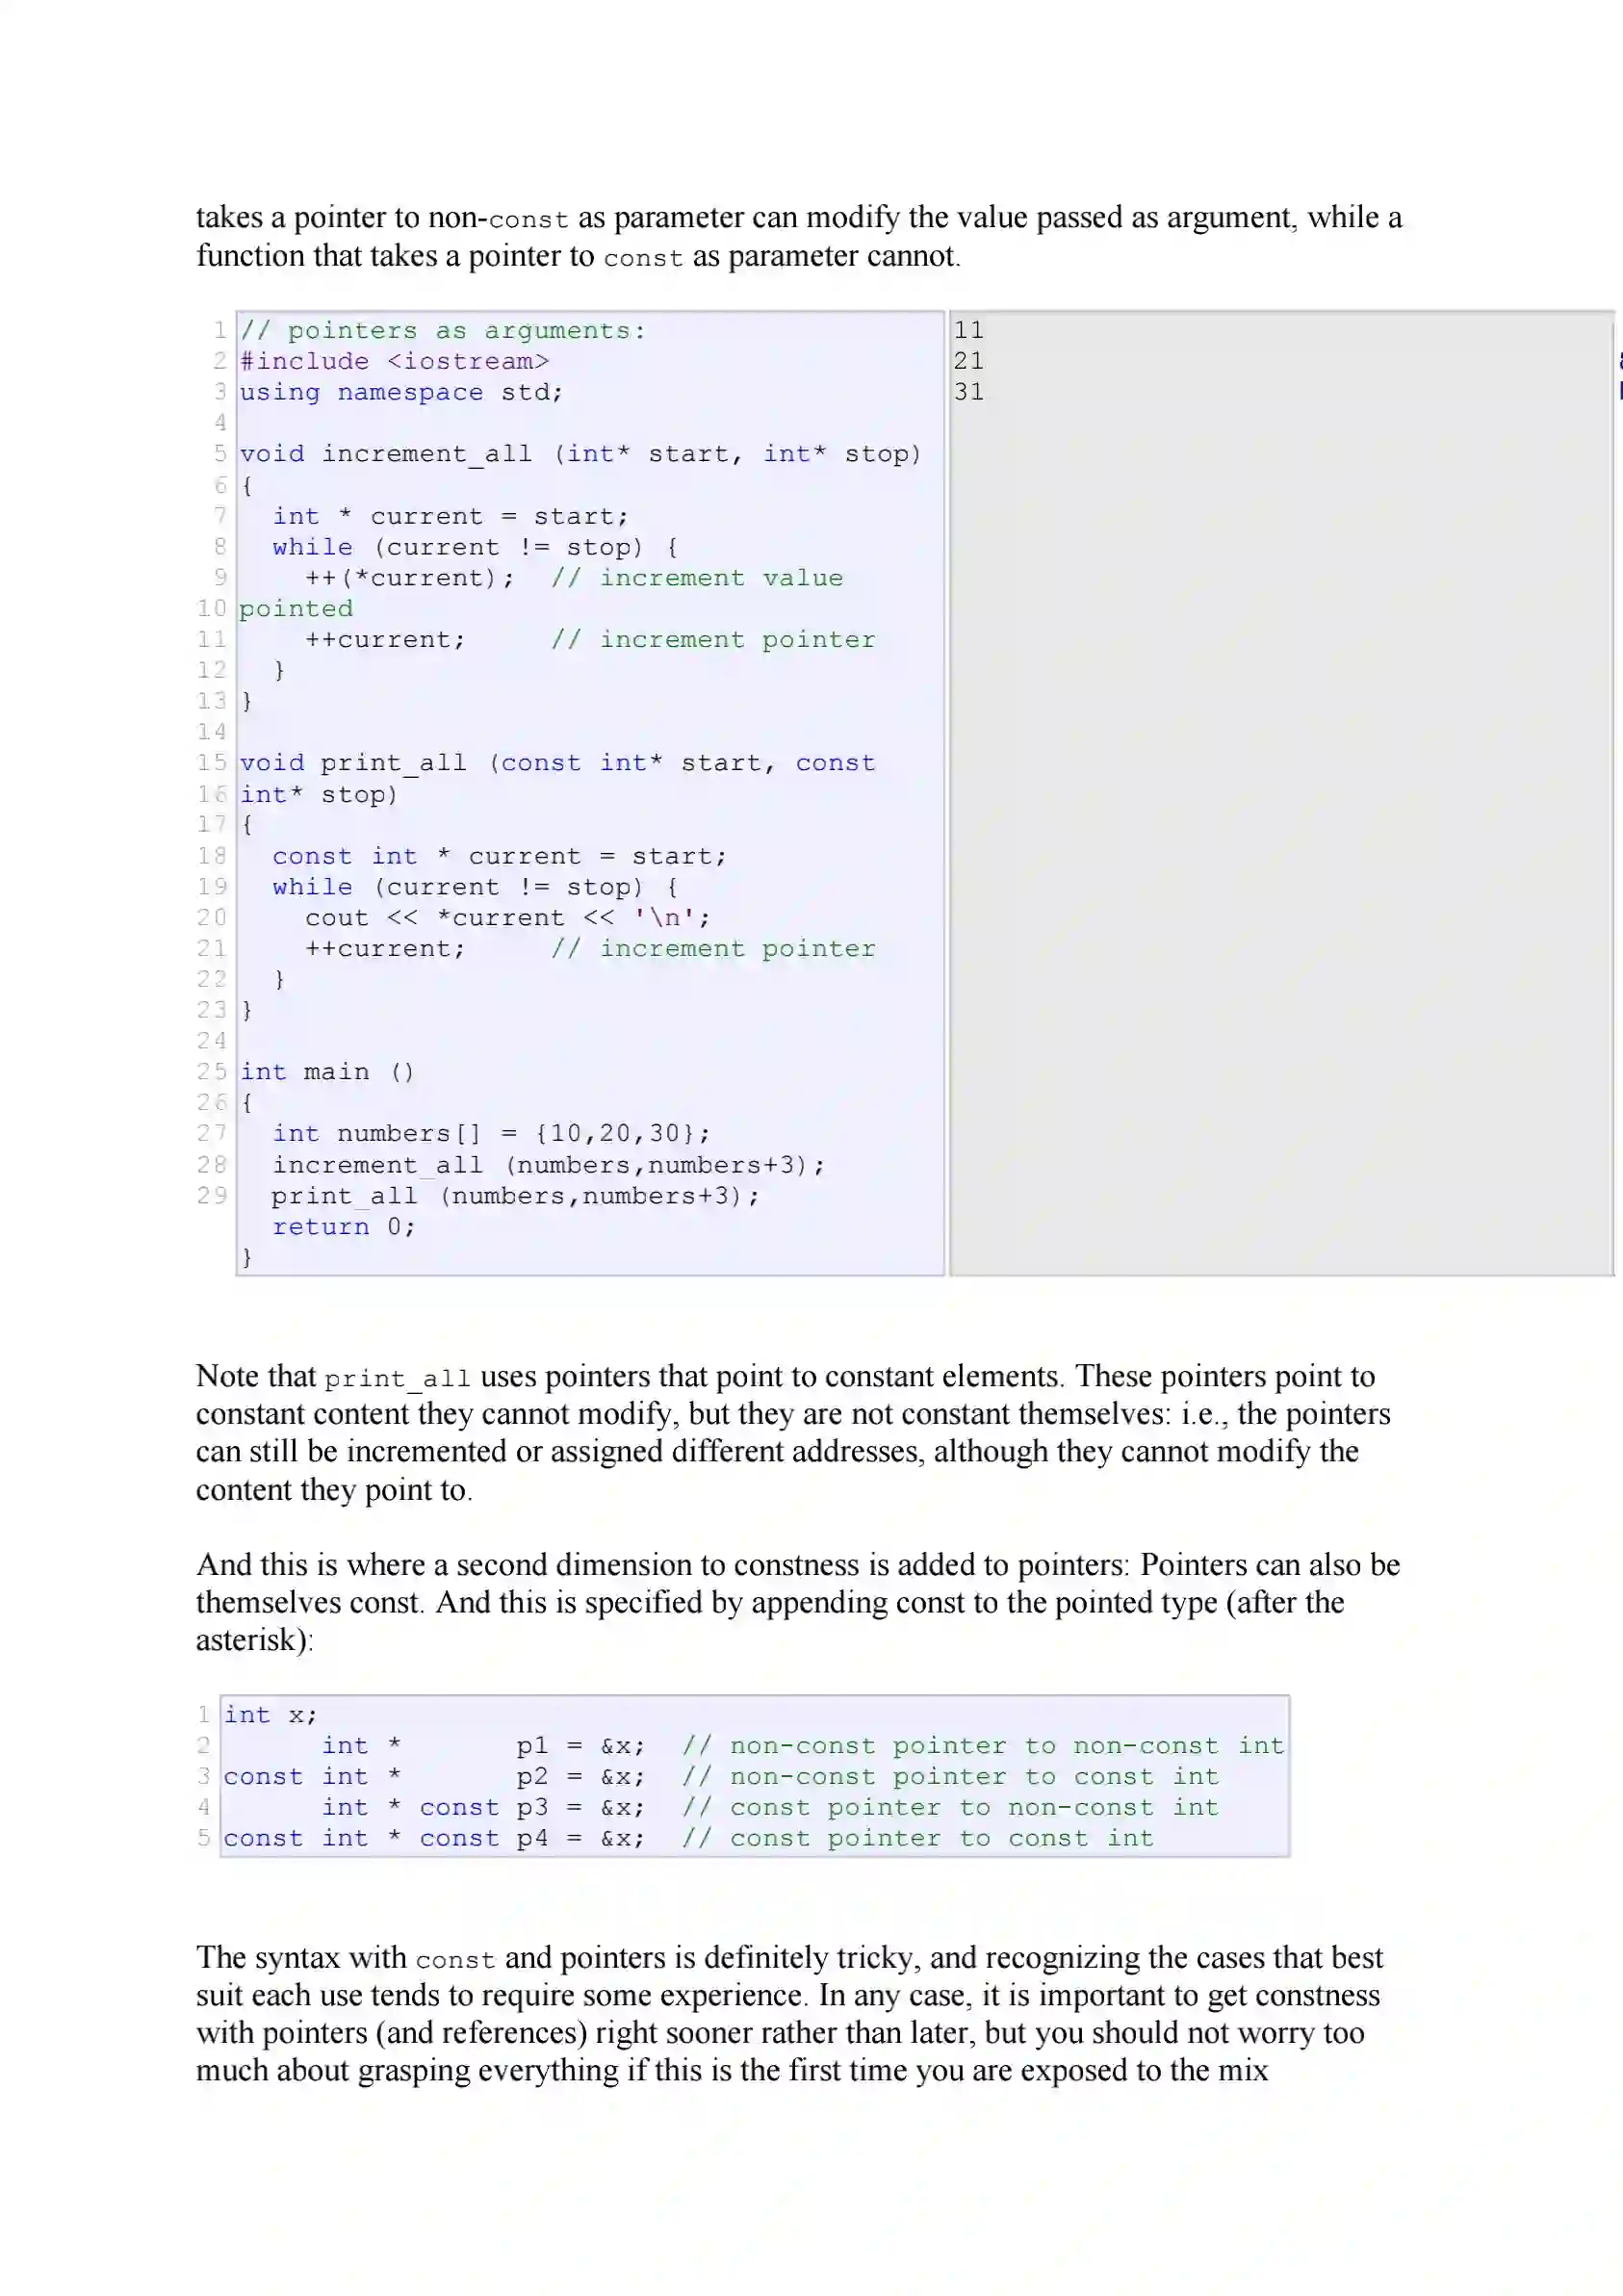 takes a pointer to non-const as parameter can modify the value passed as argument, while a
function that takes a pointer to const as parameter cannot.
1 // pointers as arguments:
2 #include <iostream>
3 using namespace std;
4
5 void increment_all (int* start, int* stop)
6 {
7   int * current = start;
8   while (current != stop) {
9     ++(*current);  // increment value
10 pointed
11     ++current;     // increment pointer
12   }
13 }
14
15 void print_all (const int* start, const
16 int* stop)
17 {
18   const int * current = start;
19   while (current != stop) {
20     cout << *current << '\n';
21     ++current;     // increment pointer
22   }
23 }
24
25 int main ()
26 {
27   int numbers[] = {10,20,30};
28   increment_all (numbers,numbers+3);
29   print_all (numbers,numbers+3);
  return 0;
}
11
21
31
Note that print_all uses pointers that point to constant elements. These pointers point to
constant content they cannot modify, but they are not constant themselves: i.e., the pointers
can still be incremented or assigned different addresses, although they cannot modify the
content they point to.
And this is where a second dimension to constness is added to pointers: Pointers can also be
themselves const. And this is specified by appending const to the pointed type (after the
asterisk):
1 int x;
2       int *       p1 = &x;  // non-const pointer to non-const int
3 const int *       p2 = &x;  // non-const pointer to const int
4       int * const p3 = &x;  // const pointer to non-const int
5 const int * const p4 = &x;  // const pointer to const int
The syntax with const and pointers is definitely tricky, and recognizing the cases that best
suit each use tends to require some experience. In any case, it is important to get constness
with pointers (and references) right sooner rather than later, but you should not worry too
much about grasping everything if this is the first time you are exposed to the mix